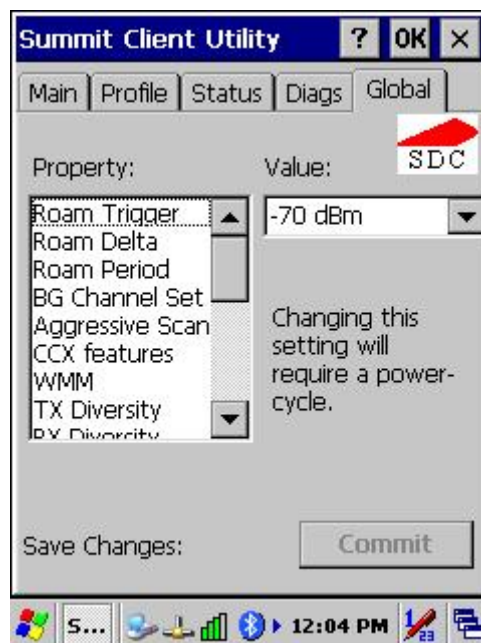 Summit Client Utility ? OK ×
Main Profile Status Diags Global
SDC
Property: Value:
Roam Trigger
-70 dBm
Roam Delta
Roam Period
BG Channel Set
Aggressive Scan
CCX features
WMM
TX Diversity
RX Diversity
Changing this
setting will
require a power-
cycle.
Save Changes: Commit
S... 12:04 PM